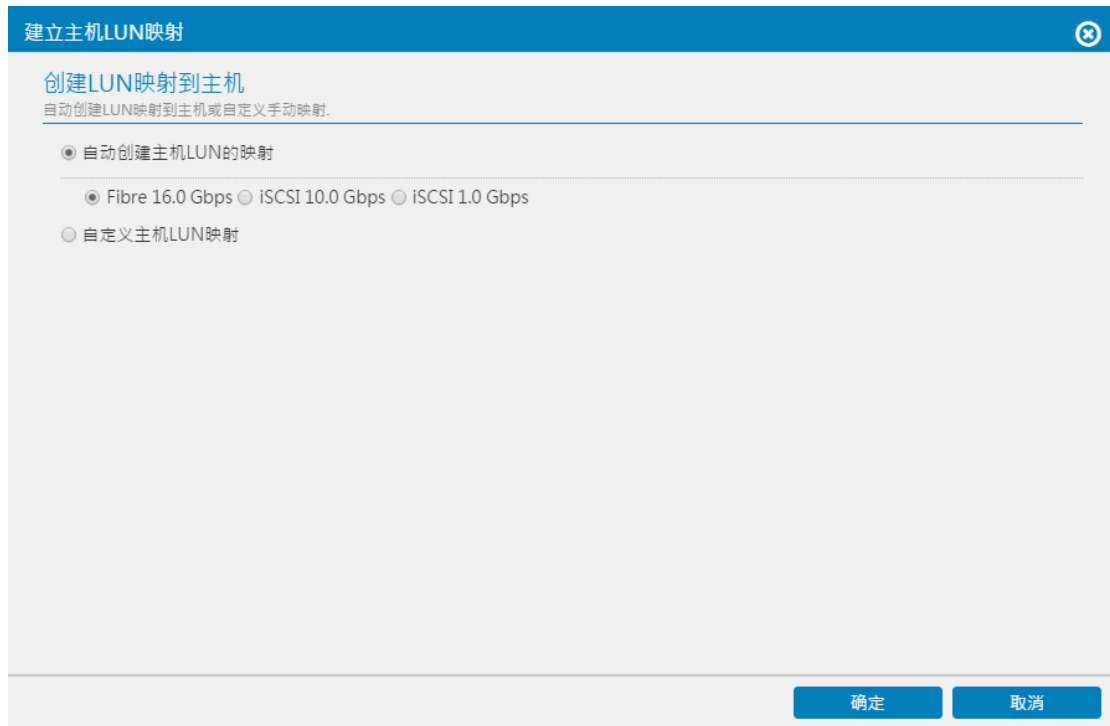 建立主机LUN映射
创建LUN映射到主机
自动创建LUN映射到主机或自定义手动映射.
自动创建主机LUN的映射
Fibre 16.0 Gbps iSCSI 10.0 Gbps iSCSI 1.0 Gbps
自定义主机LUN映射
确定 取消